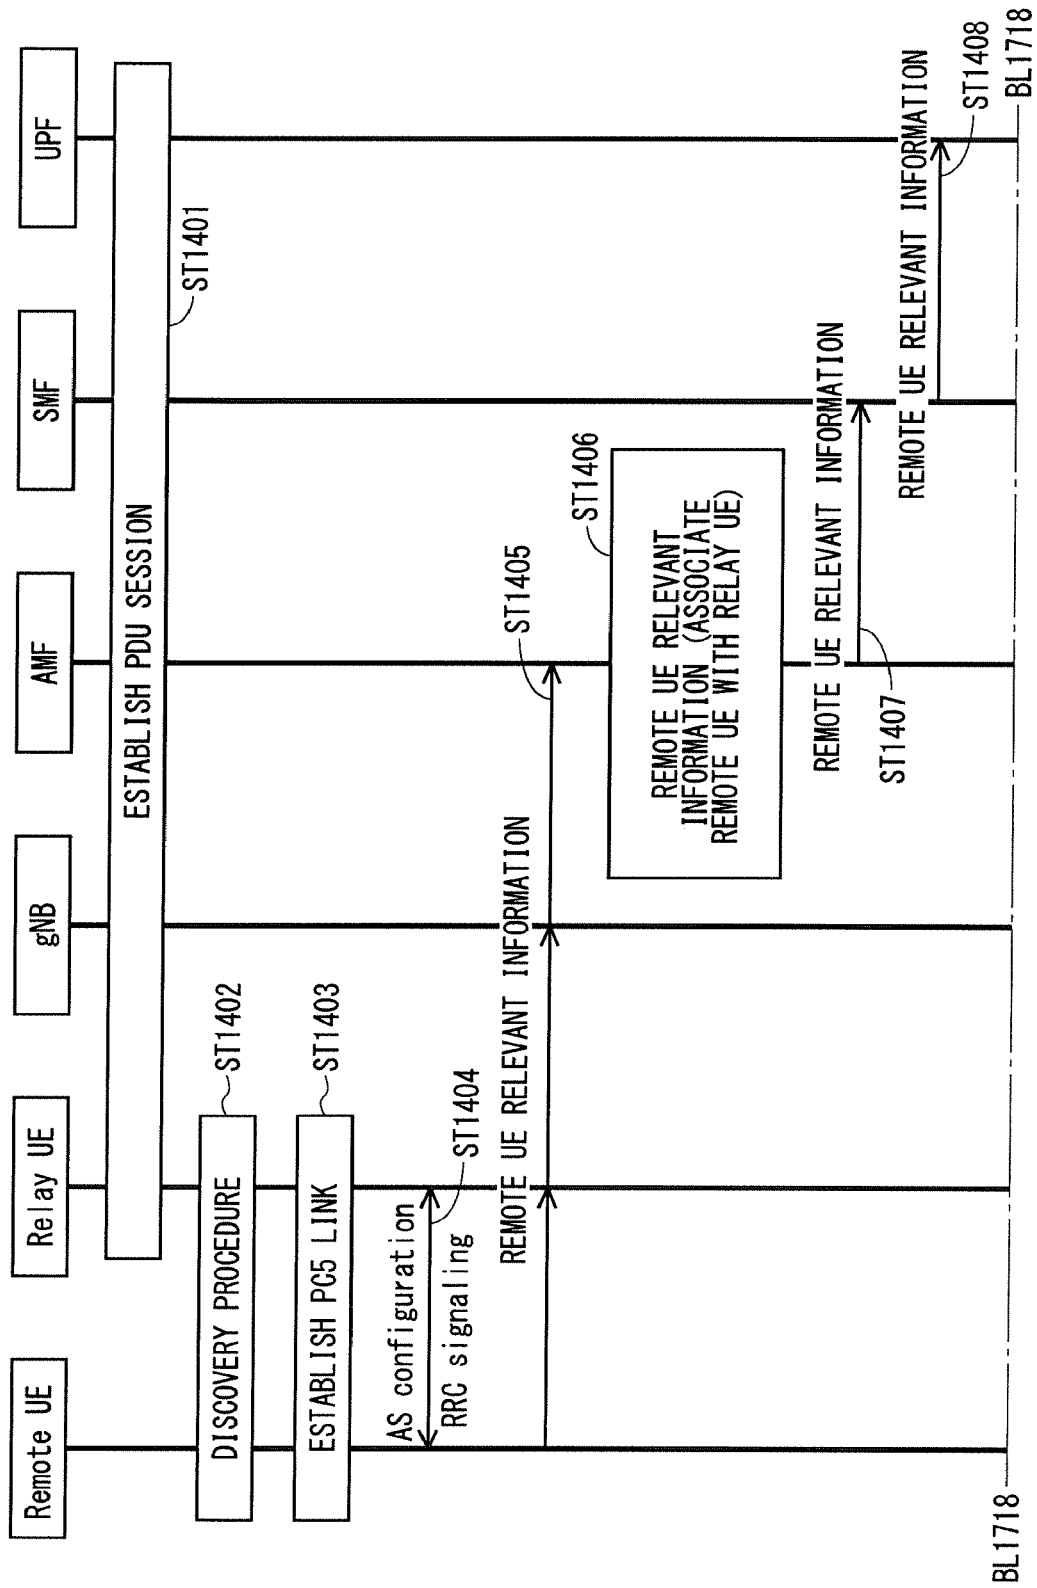 Remote UE
Relay UE
gNB
AMF
SMF
UPF
ESTABLISH PDU SESSION
ST1401
DISCOVERY PROCEDURE
ST1402
ESTABLISH PC5 LINK
ST1403
AS configuration
RRC signaling
ST1404
REMOTE UE RELEVANT INFORMATION
ST1405
REMOTE UE RELEVANT
INFORMATION (ASSOCIATE
REMOTE UE WITH RELAY UE)
ST1406
REMOTE UE RELEVANT INFORMATION
ST1407
REMOTE UE RELEVANT INFORMATION
ST1408
BL1718
BL1718